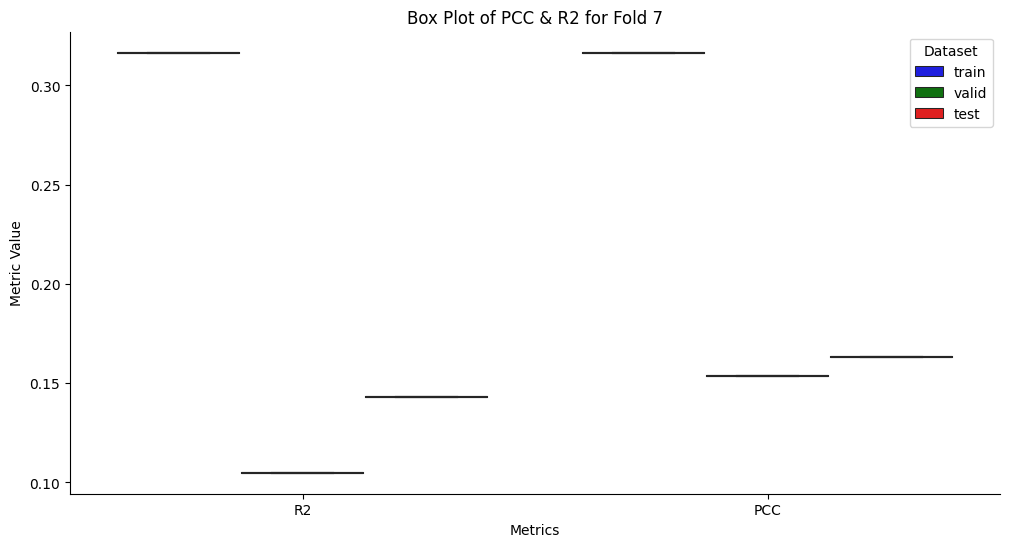 Box Plot of PCC & R2 for Fold 7
Dataset
train
valid
test
Metric Value
0.30
0.25
0.20
0.15
0.10
R2
PCC
Metrics